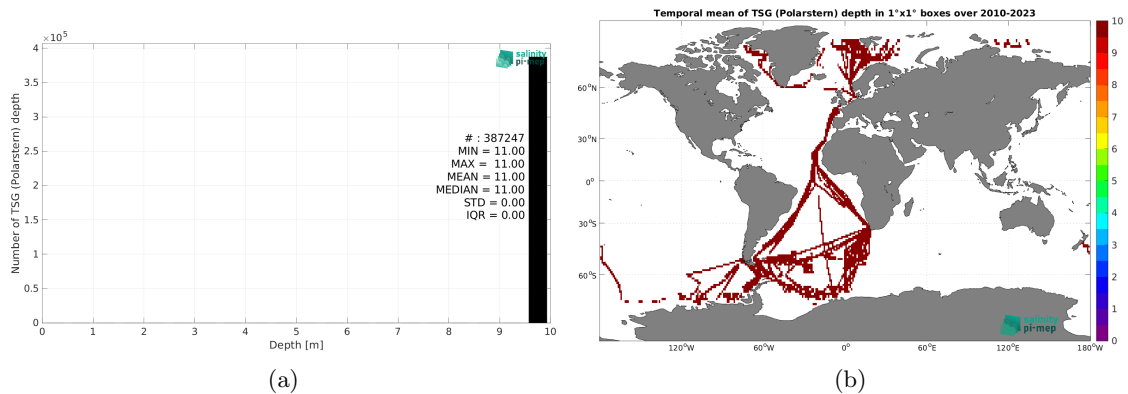 Number of TSG (Polarstern) depth
×10⁵
4
3.5
3
2.5
2
1.5
1
0.5
0
salinity
pi-mep
# : 387247
MIN = 11.00
MAX = 11.00
MEAN = 11.00
MEDIAN = 11.00
STD = 0.00
IQR = 0.00
0 1 2 3 4 5 6 7 8 9 10
Depth [m]
(a)
Temporal mean of TSG (Polarstern) depth in 1°x1° boxes over 2010-2023
60°N
30°N
0°
30°S
60°S
120°W 60°W 0° 60°E 120°E 180°W
salinity
pi-mep
10
9
8
7
6
5
4
3
2
1
0
(b)